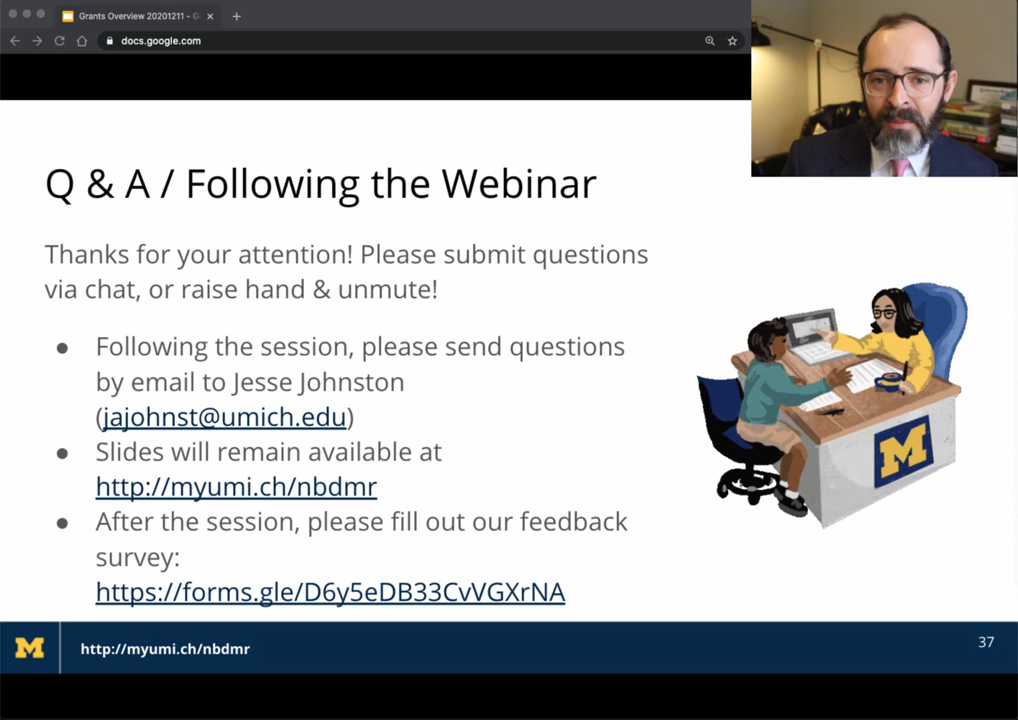 Grants Overview 20201211 - G
docs.google.com
Q & A / Following the Webinar
Thanks for your attention! Please submit questions
via chat, or raise hand & unmute!
● Following the session, please send questions
by email to Jesse Johnston
(jajohnst@umich.edu)
● Slides will remain available at
http://myumi.ch/nbdmr
● After the session, please fill out our feedback
survey:
https://forms.gle/D6y5eDB33CvVGXrNA
M
M
http://myumi.ch/nbdmr
37